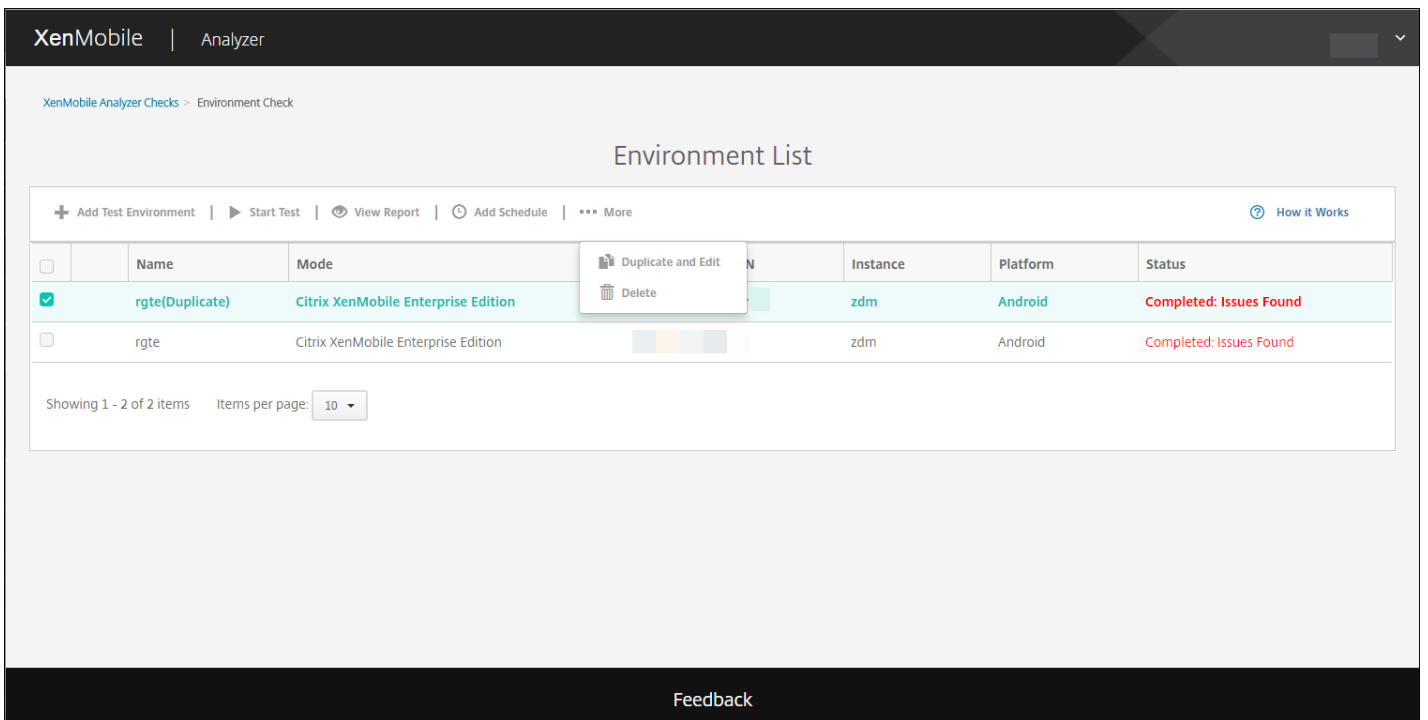 XenMobile | Analyzer
XenMobile Analyzer Checks > Environment Check
Environment List
Add Test Environment | Start Test | View Report | Add Schedule | More How it Works
Name Mode N Instance Platform Status
Duplicate and Edit
Delete
rgte(Duplicate) Citrix XenMobile Enterprise Edition zdm Android Completed: Issues Found
rgte Citrix XenMobile Enterprise Edition zdm Android Completed: Issues Found
Showing 1 - 2 of 2 items Items per page: 10
Feedback